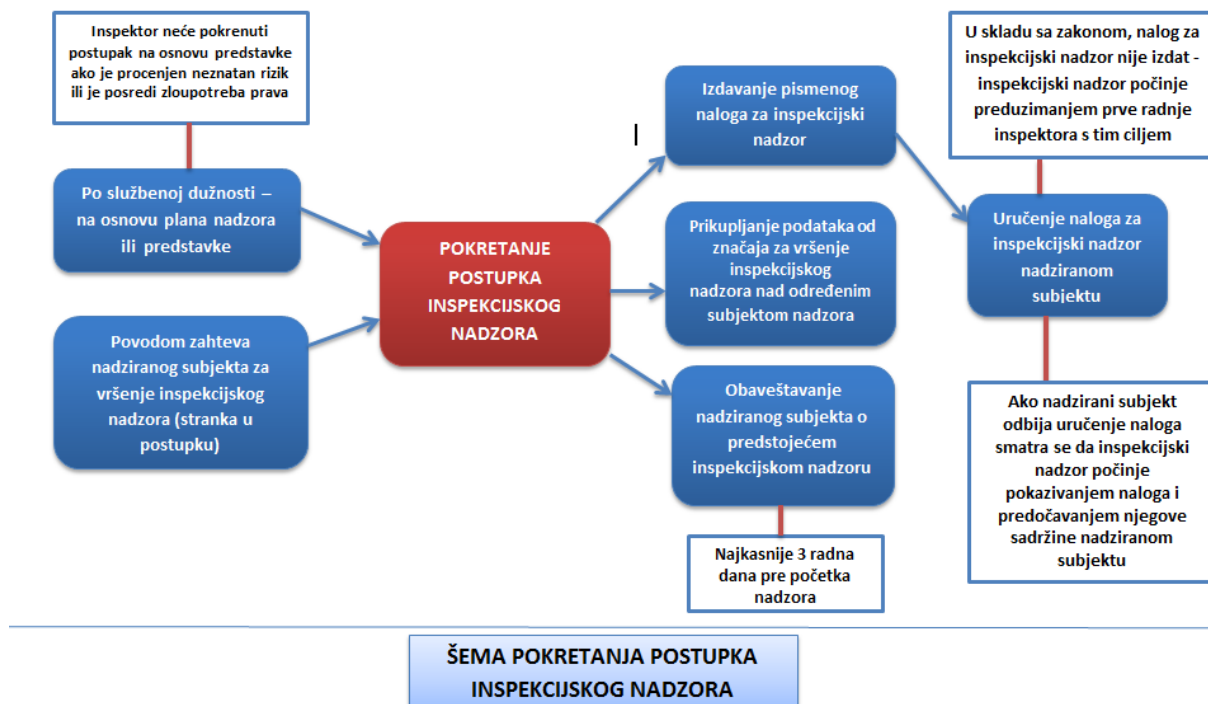 Inspektor neće pokrenuti
postupak na osnovu predstavke
ako je procenjen neznatan rizik
ili je posredi zloupotreba prava
Po službenoj dužnosti –
na osnovu plana nadzora
ili predstavke
Povodom zahteva
nadziranog subjekta za
vršenje inspekcijskog
nadzora (stranka u
postupku)
POKRETANJE
POSTUPKA
INSPEKCIJSKOG
NADZORA
Izdavanje pismenog
naloga za inspekcijski
nadzor
Prikupljanje podataka od
značaja za vršenje
inspekcijskog
nadzora nad određenim
subjektom nadzora
Obaveštavanje
nadziranog subjekta o
predstojećem
inspekcijskom nadzoru
Najkasnije 3 radna
dana pre početka
nadzora
U skladu sa zakonom, nalog za
inspekcijski nadzor nije izdat -
inspekcijski nadzor počinje
preduzimanjem prve radnje
inspektora s tim ciljem
Uručenje naloga za
inspekcijski nadzor
nadziranom
subjektu
Ako nadzirani subjekt
odbija uručenje naloga
smatra se da inspekcijski
nadzor počinje
pokazivanjem naloga i
predočavanjem njegove
sadržine nadziranom
subjektu
ŠEMA POKRETANJA POSTUPKA
INSPEKCIJSKOG NADZORA